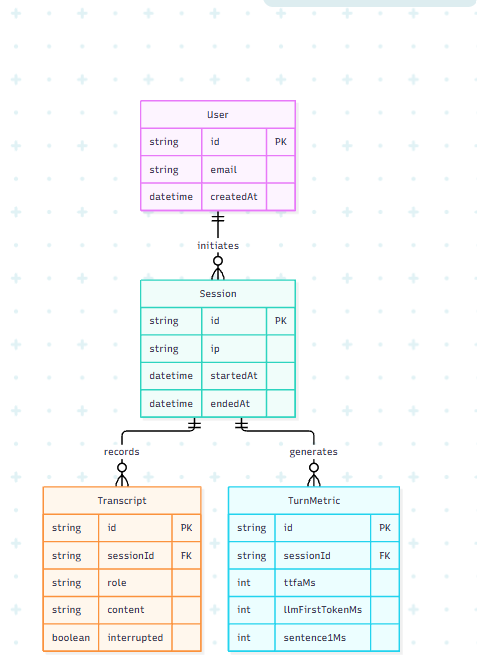 User
string id PK
string email
datetime createdAt
initiates
Session
string id PK
string ip
datetime startedAt
datetime endedAt
records
generates
Transcript
string id PK
string sessionId FK
string role
string content
boolean interrupted
TurnMetric
string id PK
string sessionId FK
int ttfaMs
int llmFirstTokenMs
int sentence1Ms